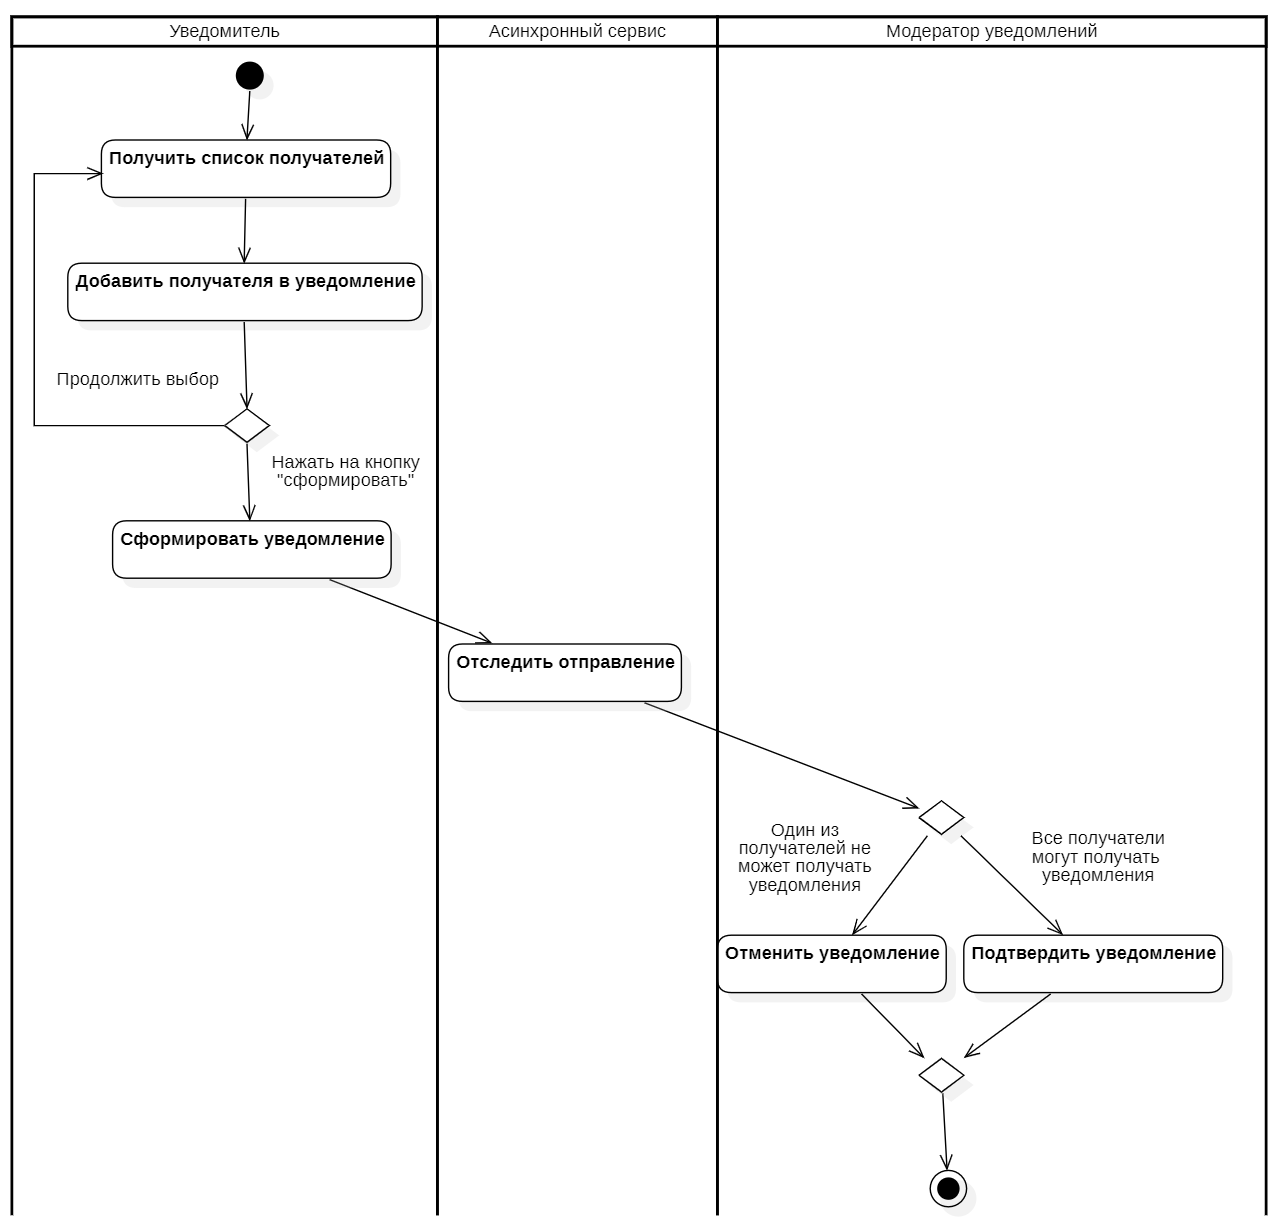 Уведомитель
Асинхронный сервис
Модератор уведомлений
Получить список получателей
Добавить получателя в уведомление
Продолжить выбор
Нажать на кнопку
"сформировать"
Сформировать уведомление
Отследить отправление
Один из
получателей не
может получать
уведомления
Все получатели
могут получать
уведомления
Отменить уведомление
Подтвердить уведомление